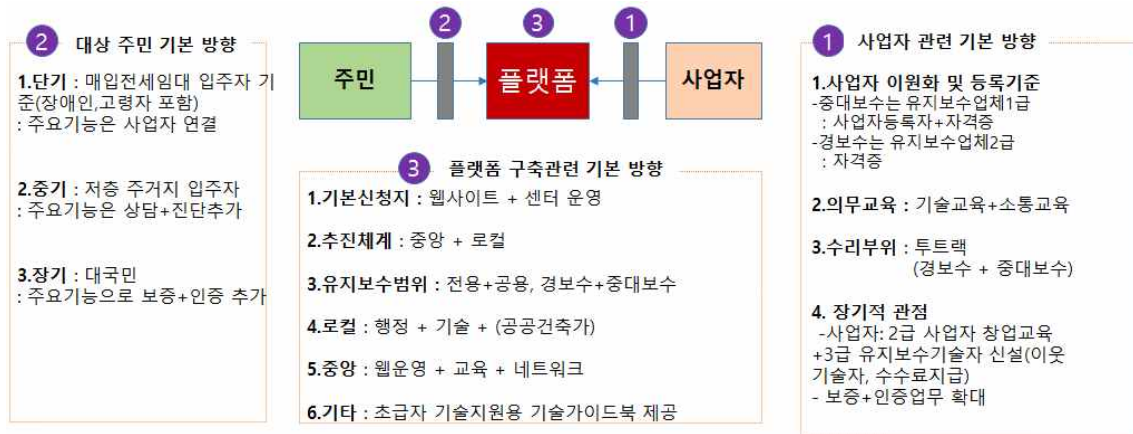 2
3
1
주민
플랫폼
사업자
2 대상 주민 기본 방향
1.단기 : 매입전세임대 입주자 기
준(장애인,고령자 포함)
: 주요기능은 사업자 연결
2.중기 : 저층 주거지 입주자
: 주요기능은 상담+진단추가
3.장기 : 대국민
: 주요기능으로 보증+인증 추가
3 플랫폼 구축관련 기본 방향
1.기본신청지 : 웹사이트 + 센터 운영
2.추진체계 : 중앙 + 로컬
3.유지보수범위 : 전용+공용, 경보수+중대보수
4.로컬 : 행정 + 기술 + (공공건축가)
5.중앙 : 웹운영 + 교육 + 네트워크
6.기타 : 초급자 기술지원용 기술가이드북 제공
1 사업자 관련 기본 방향
1.사업자 이원화 및 등록기준
-중대보수는 유지보수업체1급
: 사업자등록자+자격증
-경보수는 유지보수업체2급
: 자격증
2.의무교육 : 기술교육+소통교육
3.수리부위 : 투트랙
(경보수 + 중대보수)
4. 장기적 관점
-사업자: 2급 사업자 창업교육
+3급 유지보수기술자 신설(이웃
기술자, 수수료지급)
- 보증+인증업무 확대